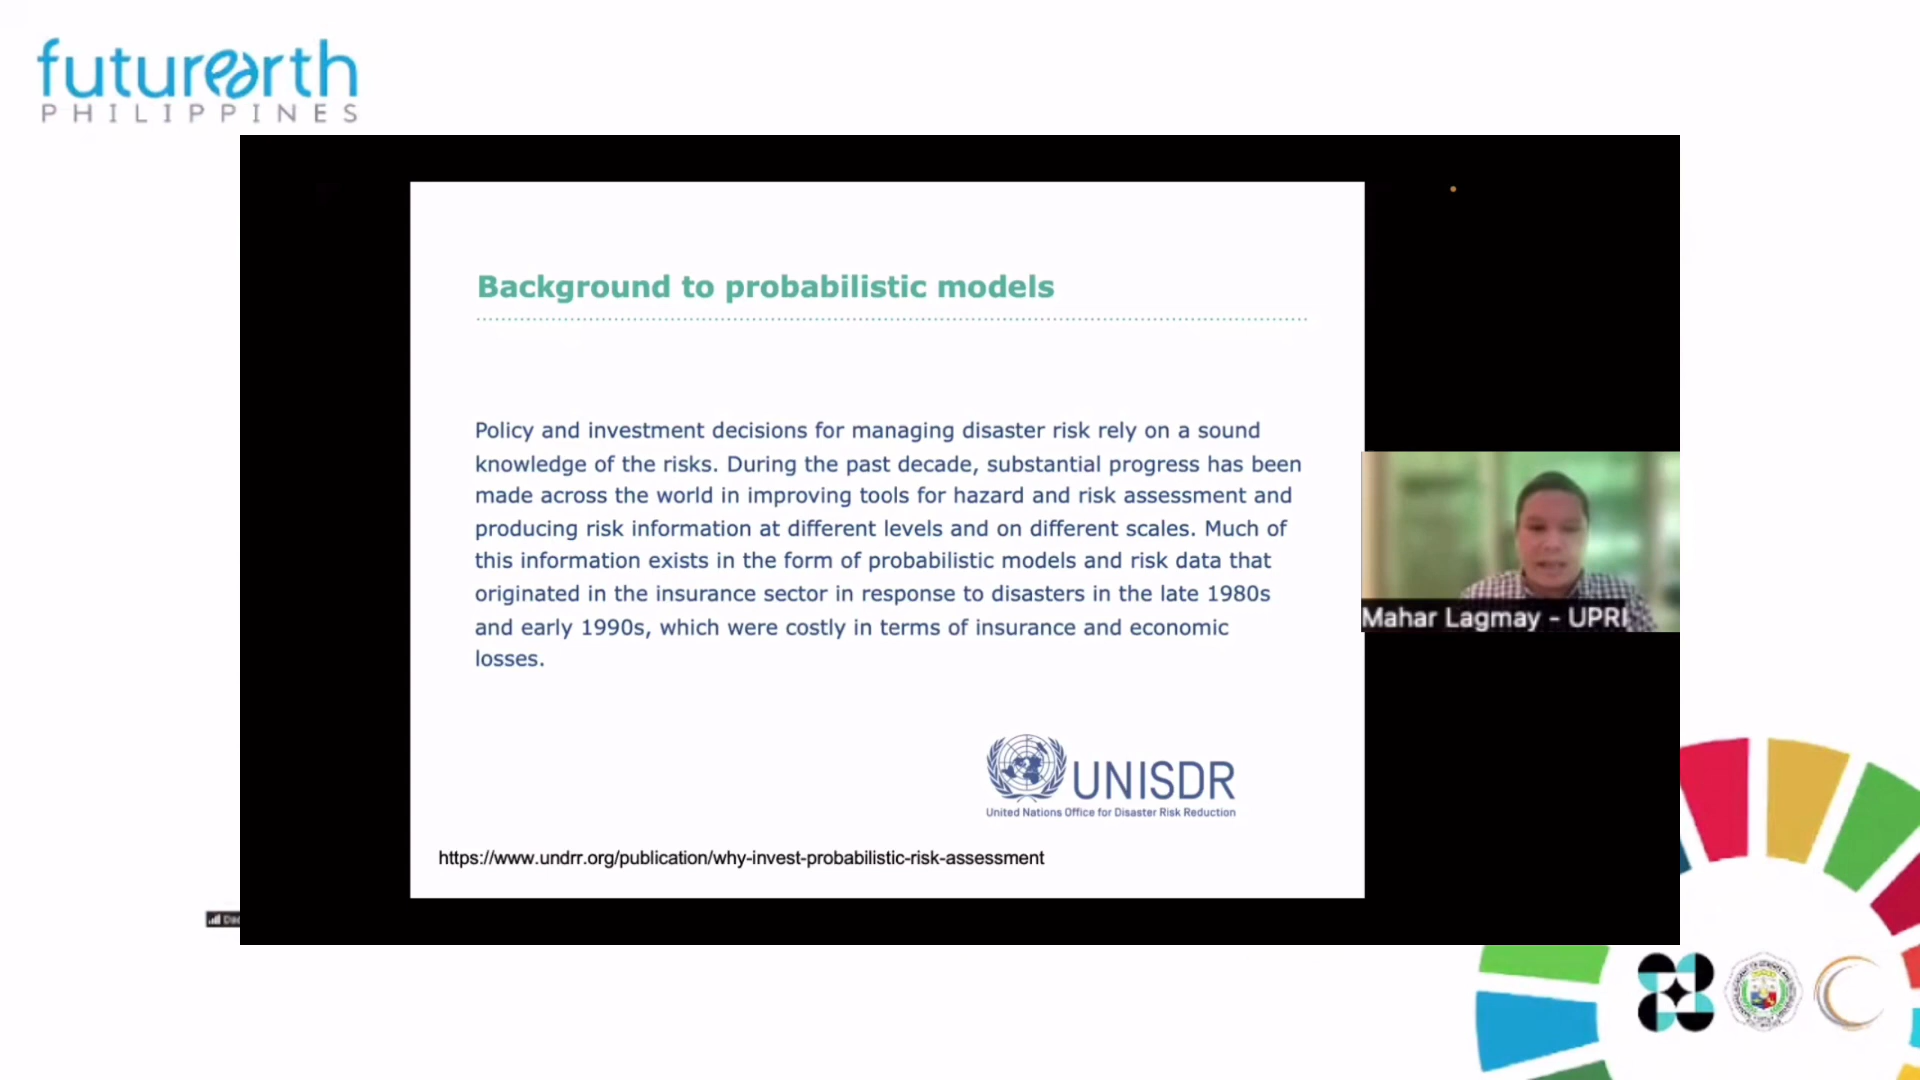 futurearth
PHILIPPINES
Background to probabilistic models
Policy and investment decisions for managing disaster risk rely on a sound
knowledge of the risks. During the past decade, substantial progress has been
made across the world in improving tools for hazard and risk assessment and
producing risk information at different levels and on different scales. Much of
this information exists in the form of probabilistic models and risk data that
originated in the insurance sector in response to disasters in the late 1980s
and early 1990s, which were costly in terms of insurance and economic
losses.
Mahar Lagmay - UPRI
UNISDR
United Nations Office for Disaster Risk Reduction
https://www.undrr.org/publication/why-invest-probabilistic-risk-assessment